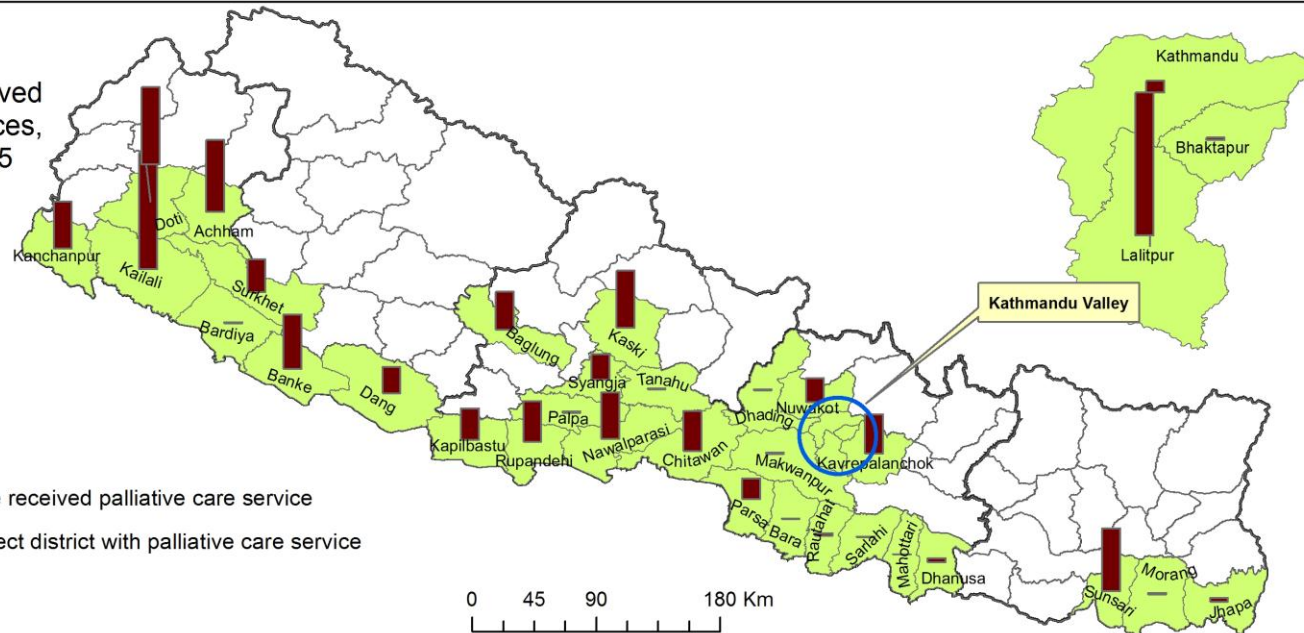 ved
ces,
5
Kathmandu
Bhaktapur
Lalitpur
Kathmandu Valley
Doti
Achham
Kanchanpur
Kailali
Surkhet
Bardiya
Banke
Dang
Baglung
Kaski
Syangja
Tanahu
Palpa
Kapilbastu
Rupandehi
Nawalparasi
Chitawan
Dhading
Nuwakot
Kavrepalanchok
Makwanpur
Parsa
Bara
Rautahat
Sarlahi
Mahottari
Dhanusa
Sunsari
Morang
Jhapa
e received palliative care service
ect district with palliative care service
0 45 90 180 Km